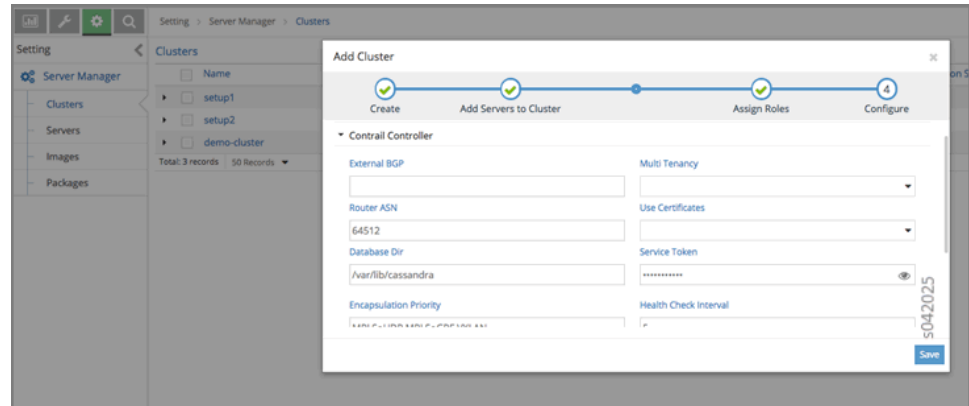 Setting > Server Manager > Clusters
Setting
Server Manager
Clusters
Servers
Images
Packages
Clusters
Name
setup1
setup2
demo-cluster
Total: 3 records 50 Records
on S
Add Cluster
Create
Add Servers to Cluster
Assign Roles
4
Configure
Contrail Controller
External BGP
Multi Tenancy
Router ASN
Use Certificates
64512
Database Dir
Service Token
/var/lib/cassandra
Encapsulation Priority
Health Check Interval
Save
s042025